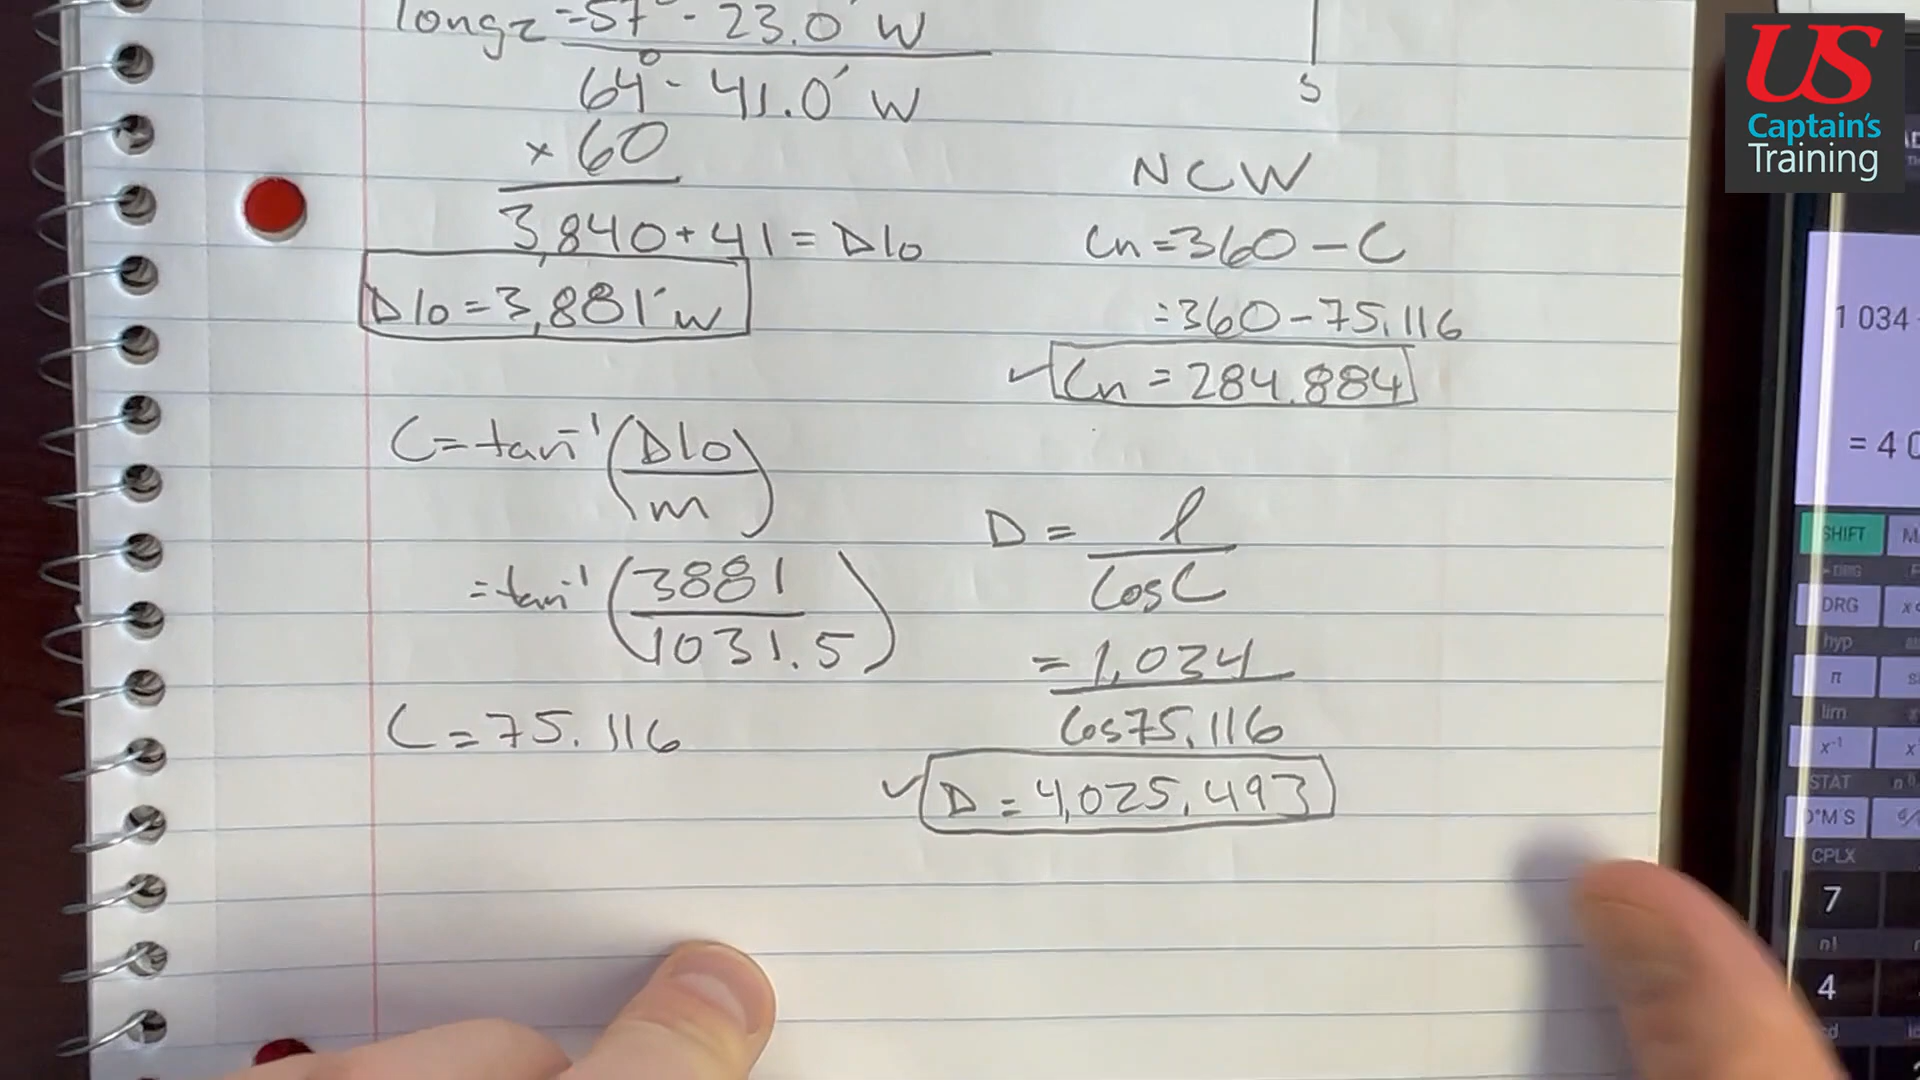 long2 = 57° - 23.0' W
64° - 41.0' W
× 60
3,840 + 41 = Dlo
Dlo = 3,881' W
C = tan⁻¹ (Dlo / m)
= tan⁻¹ (3881 / 1031.5)
C = 75.116
S
N C W
Cn = 360 - C
= 360 - 75.116
✓ Cn = 284.884
D = l / Cos C
= 1,034 / Cos 75.116
✓ D = 4,025.493
US
Captain's
Training
1 034
= 4 0
SHIFT
DRG
hyp
π
lim
x⁻¹
STAT
D°M'S
CPLX
7
n!
4